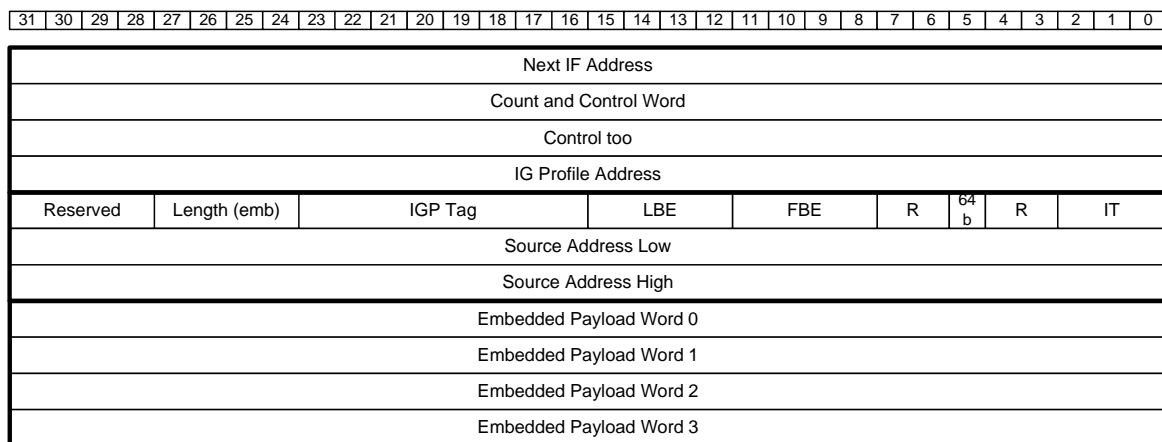 31 30 29 28 27 26 25 24 23 22 21 20 19 18 17 16 15 14 13 12 11 10 9 8 7 6 5 4 3 2 1 0
Next IF Address
Count and Control Word
Control too
IG Profile Address
Reserved Length (emb) IGP Tag LBE FBE R 64 b R IT
Source Address Low
Source Address High
Embedded Payload Word 0
Embedded Payload Word 1
Embedded Payload Word 2
Embedded Payload Word 3